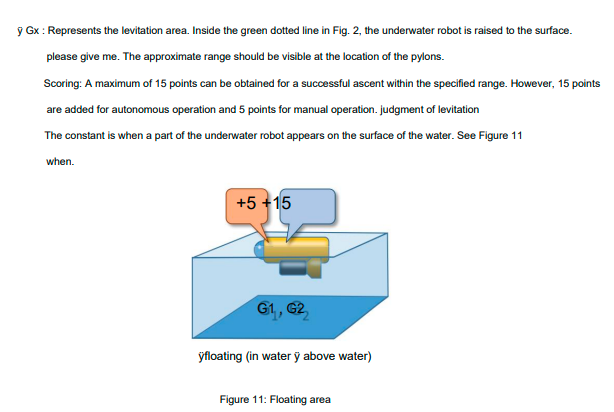 ÿ Gx : Represents the levitation area. Inside the green dotted line in Fig. 2, the underwater robot is raised to the surface.
please give me. The approximate range should be visible at the location of the pylons.
Scoring: A maximum of 15 points can be obtained for a successful ascent within the specified range. However, 15 points
are added for autonomous operation and 5 points for manual operation. judgment of levitation
The constant is when a part of the underwater robot appears on the surface of the water. See Figure 11
when.
+5 +15
G1, G2
ÿfloating (in water ÿ above water)
Figure 11: Floating area